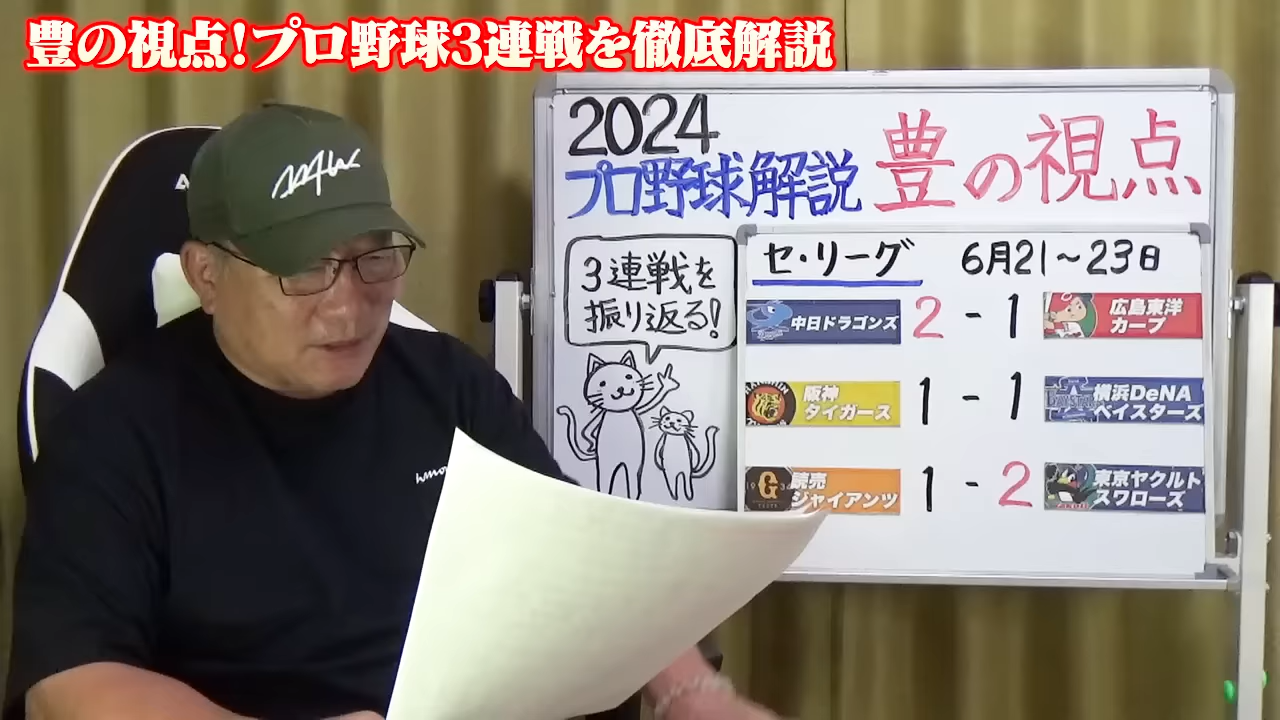 豊の視点!プロ野球3連戦を徹底解説
2024
プロ野球解説 豊の視点
3連戦を
振り返る!
セ・リーグ 6月21~23日
中日ドラゴンズ 2 - 1 広島東洋
カープ
阪神
タイガース 1 - 1 横浜DeNA
ベイスターズ
読売
ジャイアンツ 1 - 2 東京ヤクルト
スワローズ
G